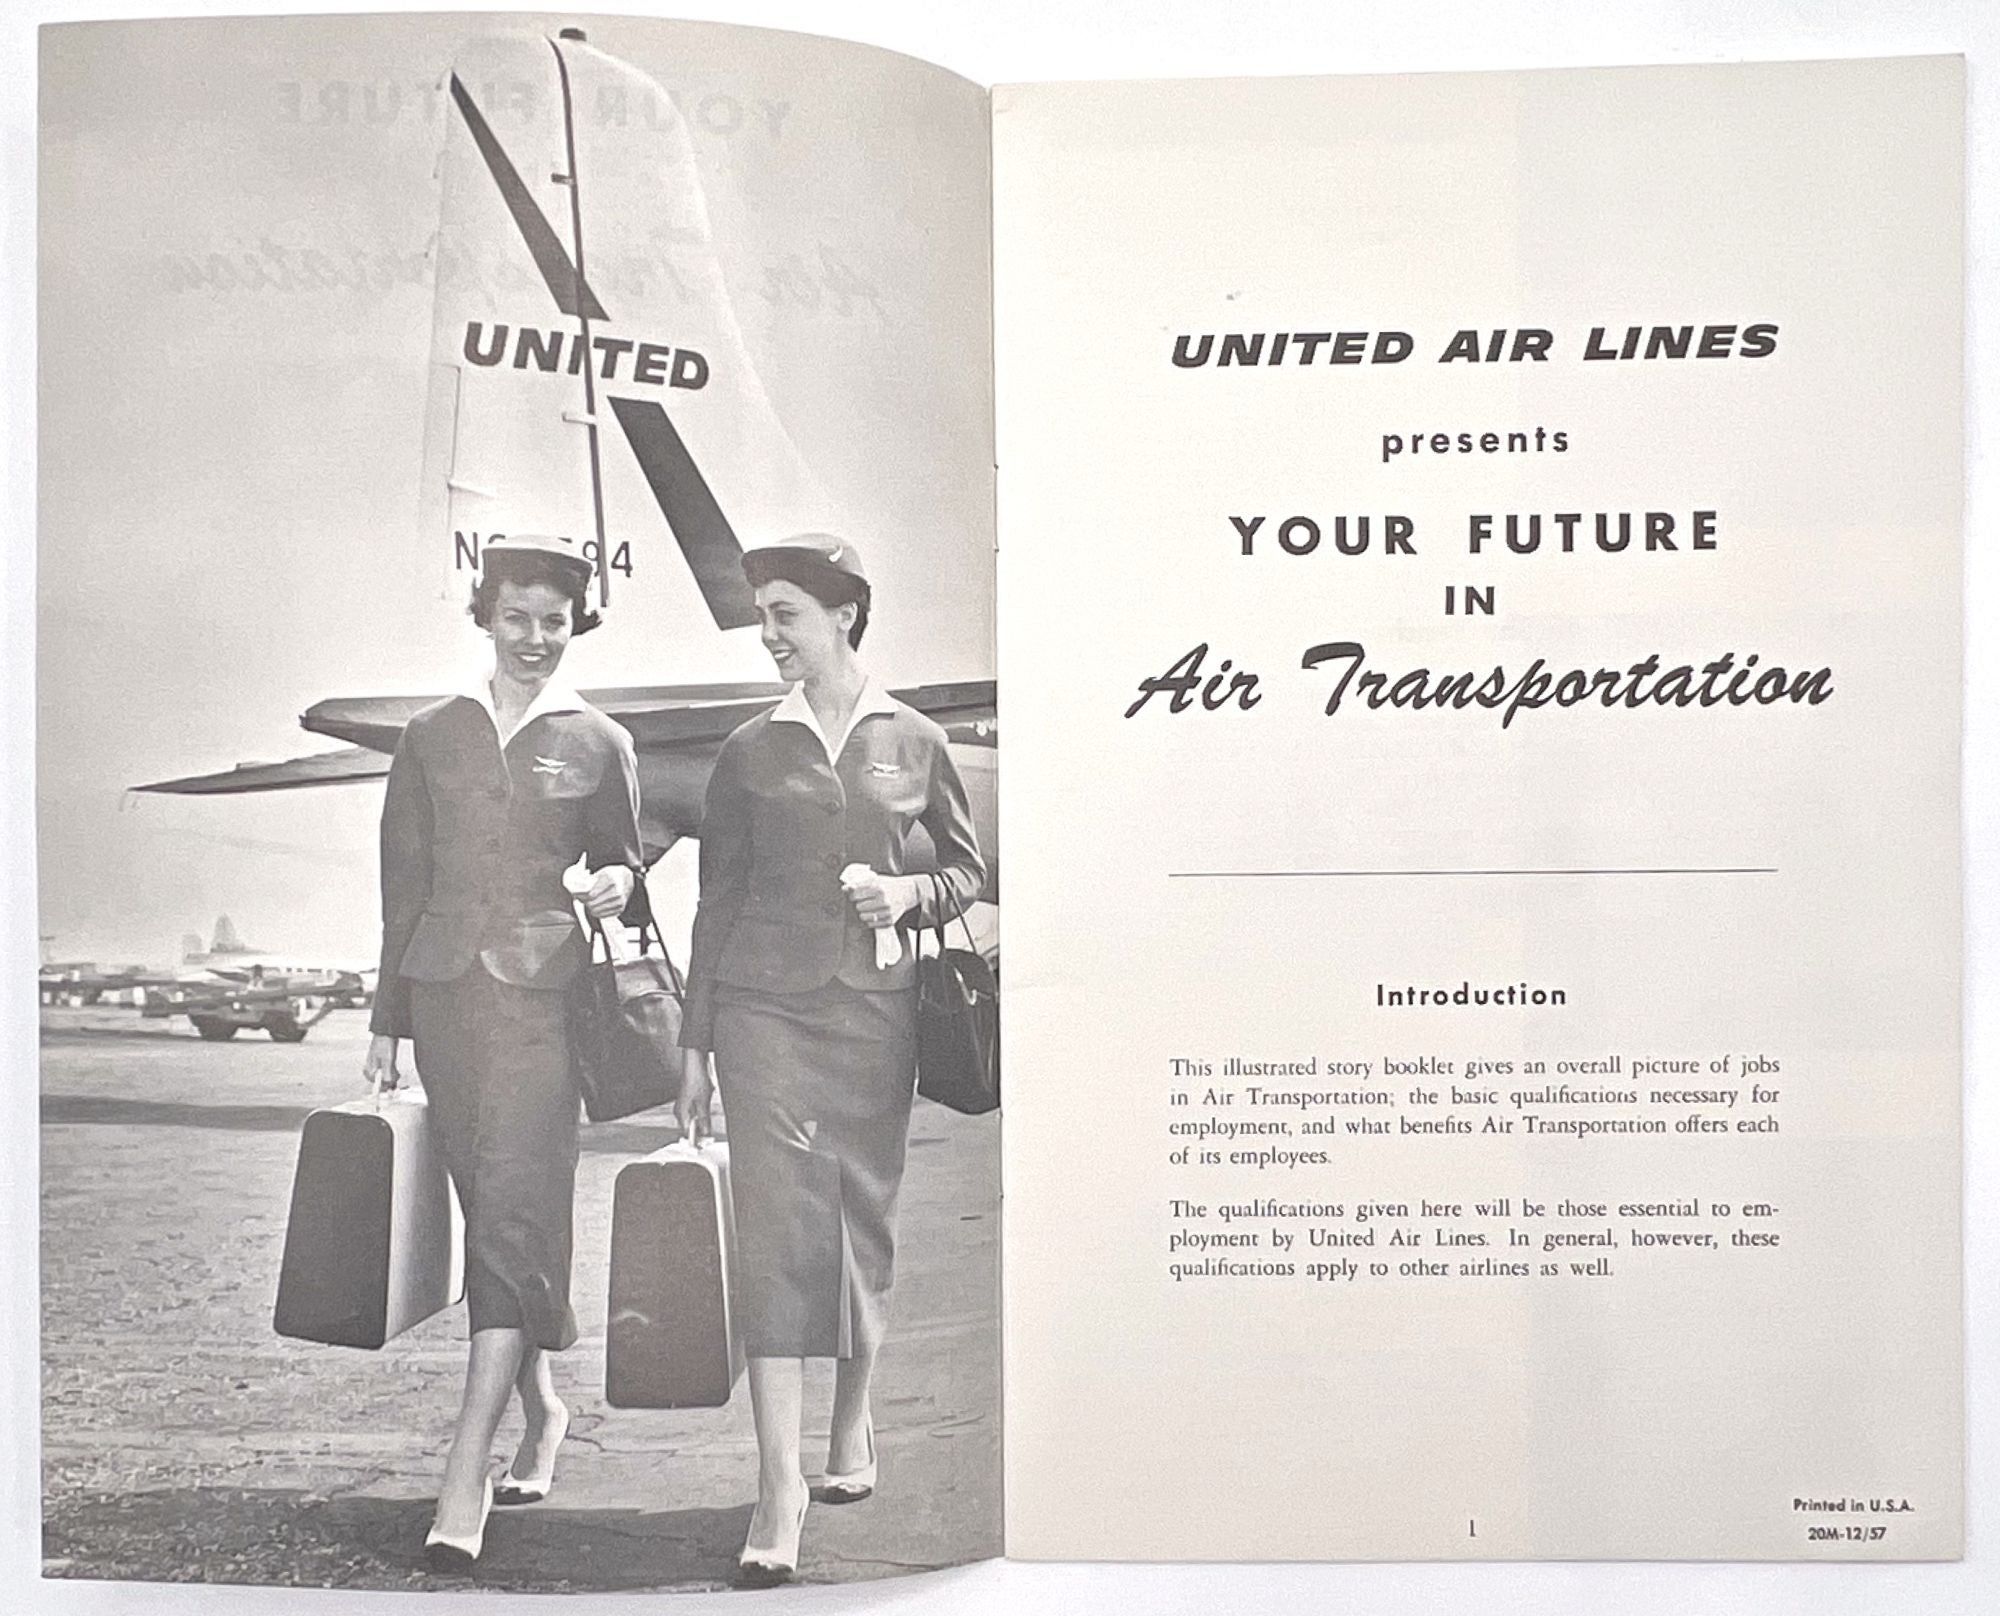 UNITED
UNITED AIR LINES
presents
YOUR FUTURE
IN
Air Transportation
Introduction
This illustrated story booklet gives an overall picture of jobs
in Air Transportation; the basic qualifications necessary for
employment, and what benefits Air Transportation offers each
of its employees.
The qualifications given here will be those essential to em-
ployment by United Air Lines. In general, however, these
qualifications apply to other airlines as well.
1
Printed in U.S.A.
20M-12/57